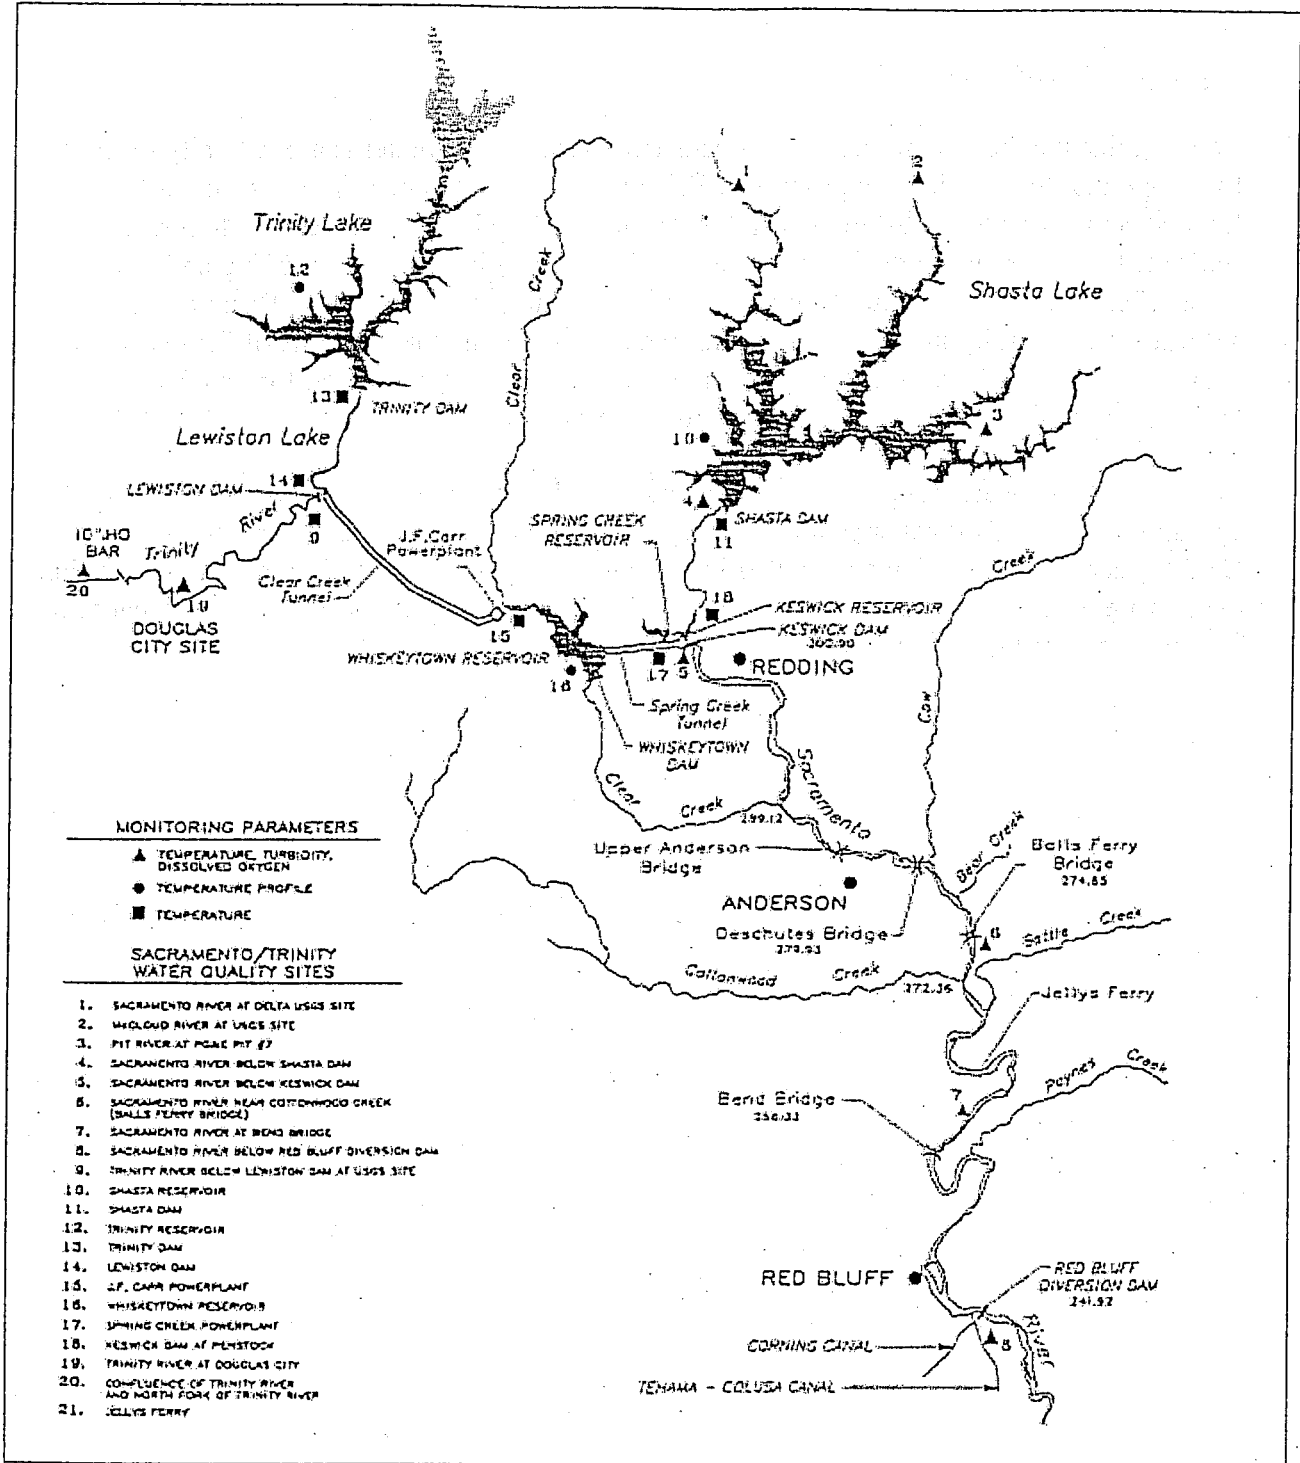 1
2
Trinity Lake
12
Shasta Lake
Creek
Clear
13
TRINITY DAM
3
10
Lewiston Lake
14
LEWISTON DAM
4
SPRING CREEK
RESERVOIR
SHASTA DAM
11
River
9
J.F.Carr
Powerplant
BAR
Trinity
20
19
Clear Creek
Tunnel
DOUGLAS
CITY SITE
15
Creek
18
KESWICK RESERVOIR
KESWICK DAM
WHISKEYTOWN RESERVOIR
16
17
5
REDDING
Spring Creek
Tunnel
WHISKEYTOWN
DAM
Cow
Clear
Creek
299.12
Sacramento
MONITORING PARAMETERS
TEMPERATURE, TURBIDITY,
DISSOLVED OXYGEN
TEMPERATURE PROFILE
TEMPERATURE
Upper Anderson
Bridge
Bear Creek
Balls Ferry
Bridge
274.85
ANDERSON
Deschutes Bridge
6
Creek
SACRAMENTO/TRINITY
WATER QUALITY SITES
Cottonwood
Creek
272.36
Jellys Ferry
1. SACRAMENTO RIVER AT DELTA USGS SITE
2. McCLOUD RIVER AT USGS SITE
3. PIT RIVER AT PG&E PIT #7
4. SACRAMENTO RIVER BELOW SHASTA DAM
5. SACRAMENTO RIVER BELOW KESWICK DAM
6. SACRAMENTO RIVER NEAR COTTONWOOD CREEK
(BALLS FERRY BRIDGE)
7. SACRAMENTO RIVER AT BEND BRIDGE
8. SACRAMENTO RIVER BELOW RED BLUFF DIVERSION DAM
9. TRINITY RIVER BELOW LEWISTON DAM AT USGS SITE
10. SHASTA RESERVOIR
11. SHASTA DAM
12. TRINITY RESERVOIR
13. TRINITY DAM
14. LEWISTON DAM
15. J.F. CARR POWERPLANT
16. WHISKEYTOWN RESERVOIR
17. SPRING CREEK POWERPLANT
18. KESWICK DAM AT PENSTOCK
19. TRINITY RIVER AT DOUGLAS CITY
20. CONFLUENCE OF TRINITY RIVER
AND NORTH FORK OF TRINITY RIVER
21. JELLYS FERRY
Paynes Creek
7
Bend Bridge
RED BLUFF
RED BLUFF
DIVERSION DAM
241.92
River
CORNING CANAL
8
TEHAMA - COLUSA CANAL